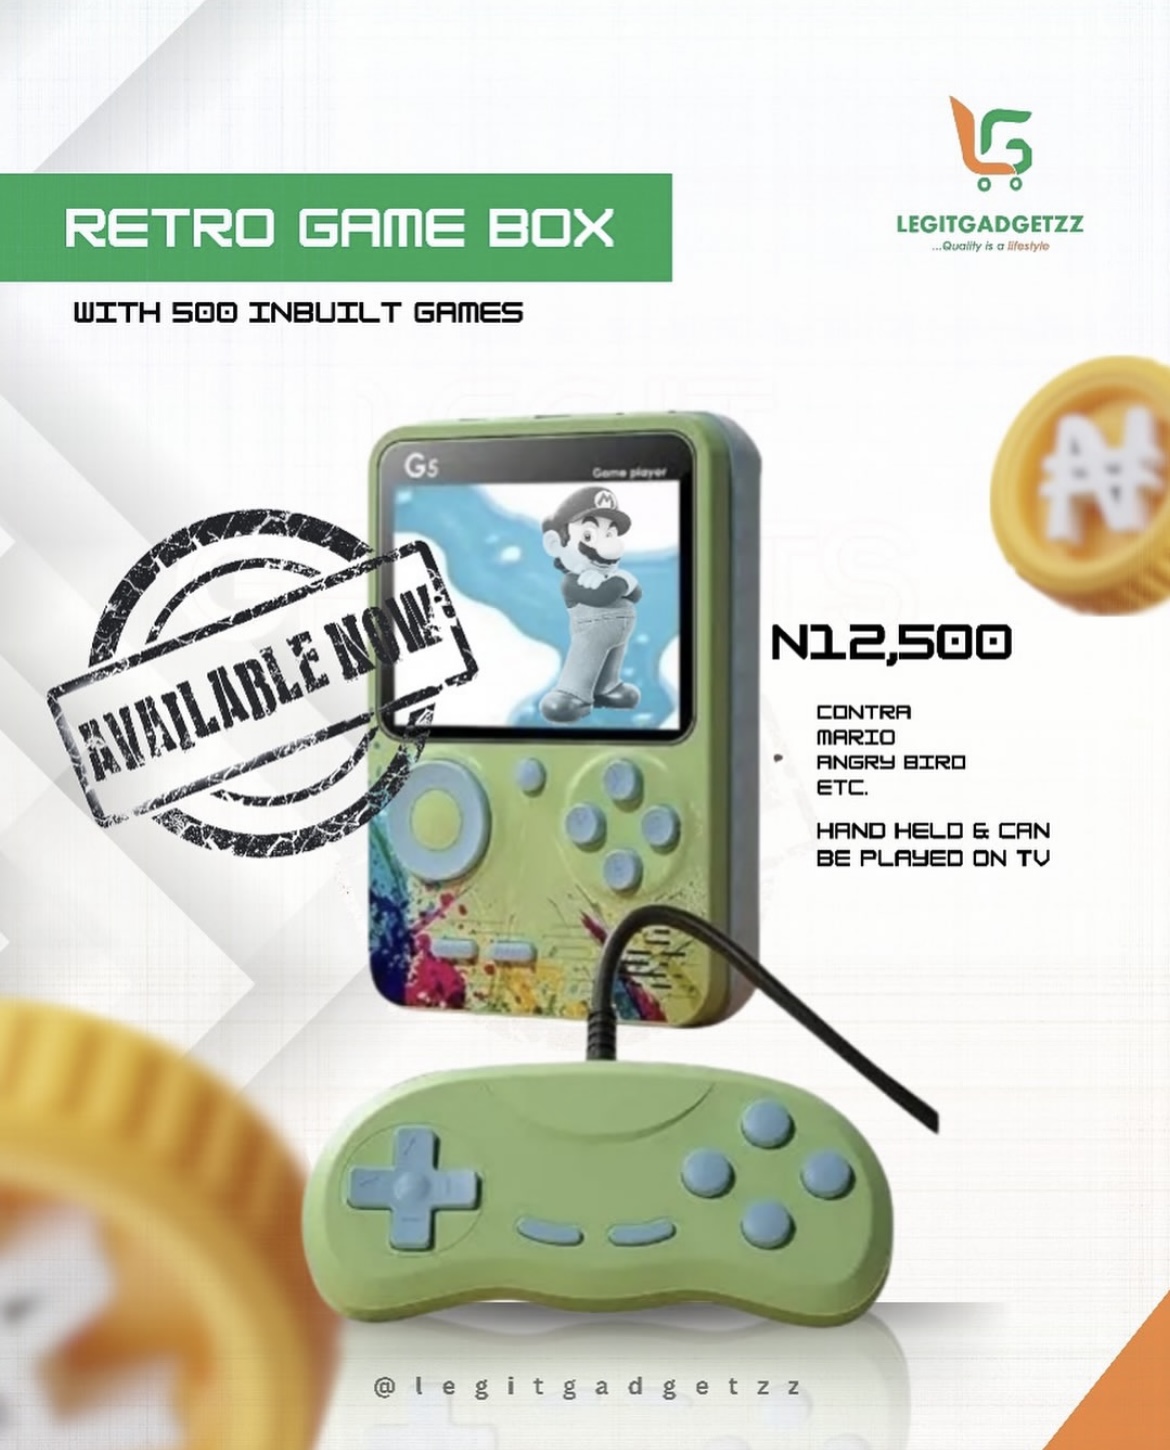 LEGITGADGETZZ
...Quality is a lifestyle
RETRO GAME BOX
WITH 500 INBUILT GAMES
G5
Game player
M
AVAILABLE NOW
₦
N12,500
CONTRA
MARIO
ANGRY BIRD
ETC.
HAND HELD & CAN
BE PLAYED ON TV
@legitgadgetzz